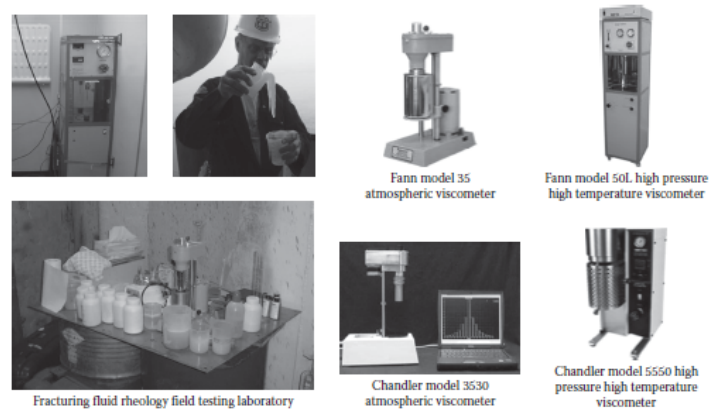 Fann model 35
atmospheric viscometer
Fann model 50L high pressure
high temperature viscometer
Fracturing fluid rheology field testing laboratory
Chandler model 3530
atmospheric viscometer
Chandler model 5550 high
pressure high temperature
viscometer